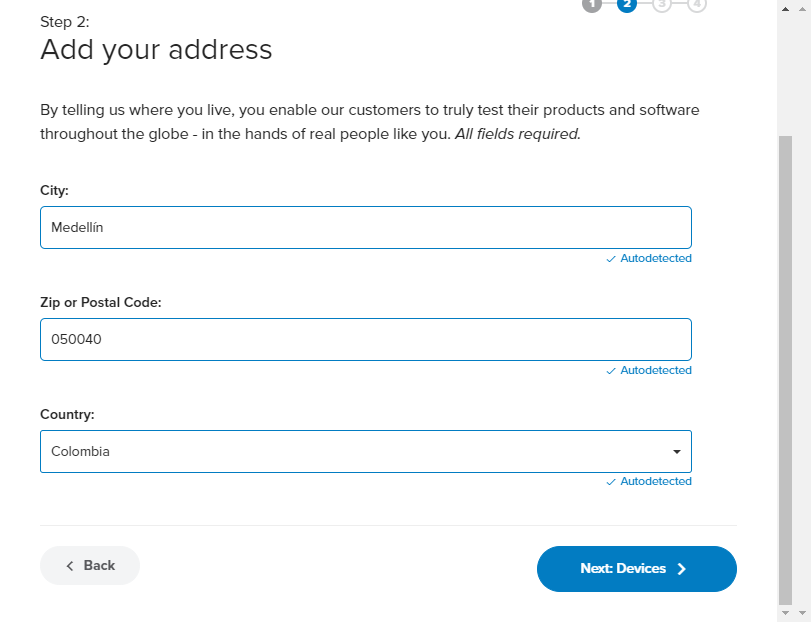 1 2 3 4
Step 2:
Add your address
By telling us where you live, you enable our customers to truly test their products and software
throughout the globe - in the hands of real people like you. All fields required.
City:
Medellín
Autodetected
Zip or Postal Code:
050040
Autodetected
Country:
Colombia
Autodetected
Back
Next: Devices